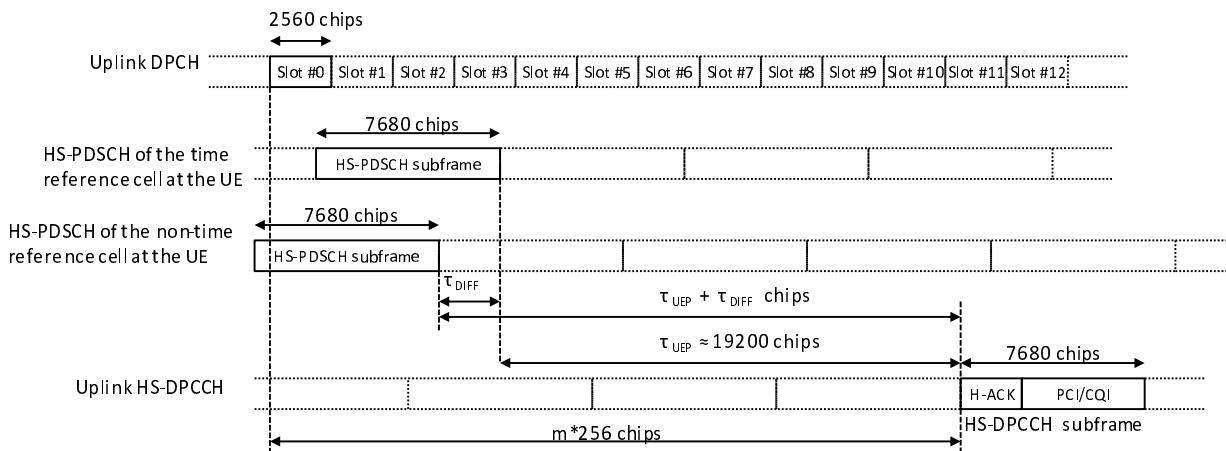 2560 chips
Uplink DPCH
Slot #0 Slot #1 Slot #2 Slot #3 Slot #4 Slot #5 Slot #6 Slot #7 Slot #8 Slot #9 Slot #10 Slot #11 Slot #12
7680 chips
HS-PDSCH of the time
reference cell at the UE
HS-PDSCH subframe
7680 chips
HS-PDSCH of the non-time
reference cell at the UE
HS-PDSCH subframe
τ DIFF
τ UEP + τ DIFF chips
τ UEP ≈ 19200 chips
7680 chips
Uplink HS-DPCCH
H-ACK PCI/CQI
HS-DPCCH subframe
m*256 chips